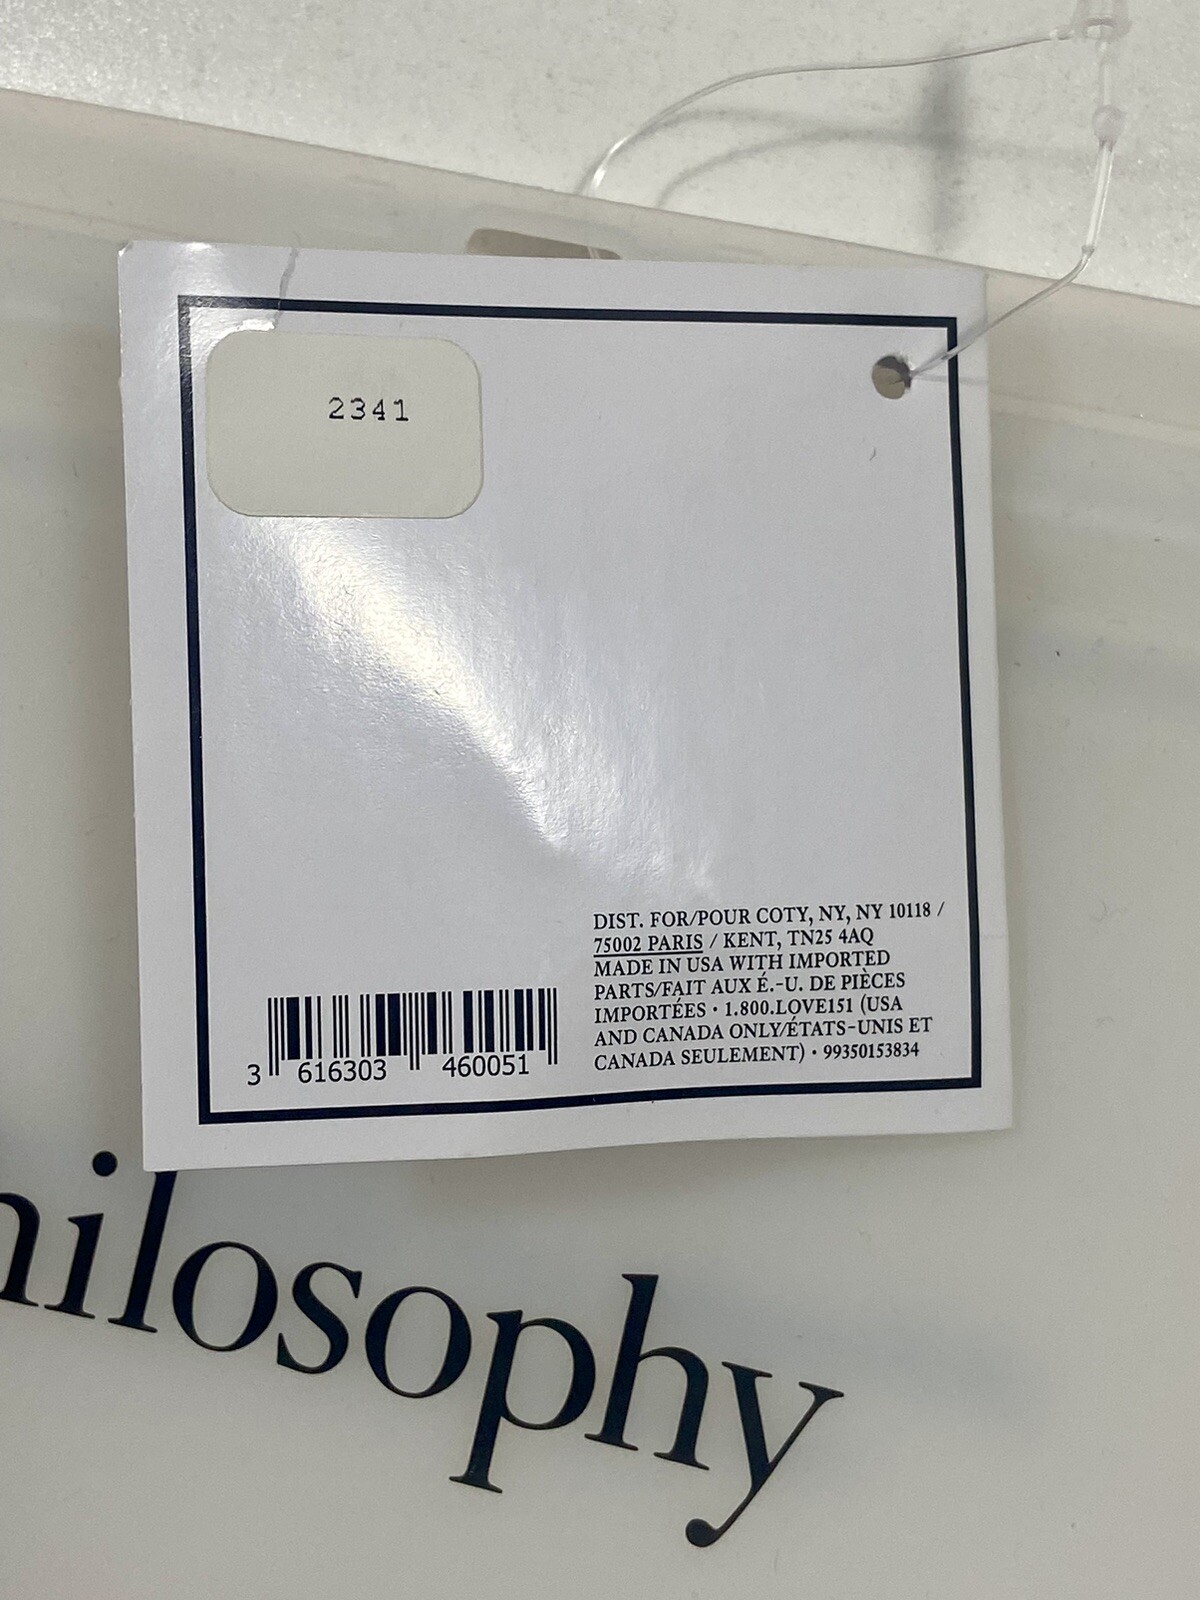 2341
DIST. FOR/POUR COTY, NY, NY 10118 /
75002 PARIS / KENT, TN25 4AQ
MADE IN USA WITH IMPORTED
PARTS/FAIT AUX É.-U. DE PIÈCES
IMPORTÉES • 1.800.LOVE151 (USA
AND CANADA ONLY/ÉTATS-UNIS ET
CANADA SEULEMENT) • 99350153834
3 616303 460051
hilosophy